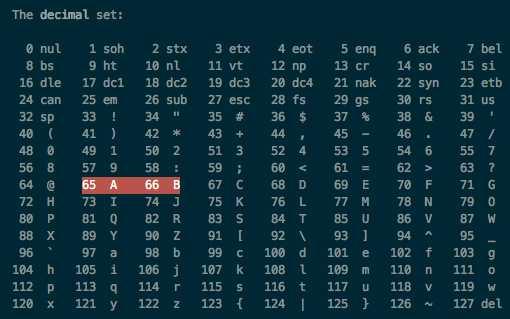 The decimal set:
0 nul 1 soh 2 stx 3 etx 4 eot 5 enq 6 ack 7 bel
8 bs 9 ht 10 nl 11 vt 12 np 13 cr 14 so 15 si
16 dle 17 dc1 18 dc2 19 dc3 20 dc4 21 nak 22 syn 23 etb
24 can 25 em 26 sub 27 esc 28 fs 29 gs 30 rs 31 us
32 sp 33 ! 34 " 35 # 36 $ 37 % 38 & 39 '
40 ( 41 ) 42 * 43 + 44 , 45 - 46 . 47 /
48 0 49 1 50 2 51 3 52 4 53 5 54 6 55 7
56 8 57 9 58 : 59 ; 60 < 61 = 62 > 63 ?
64 @ 65 A 66 B 67 C 68 D 69 E 70 F 71 G
72 H 73 I 74 J 75 K 76 L 77 M 78 N 79 O
80 P 81 Q 82 R 83 S 84 T 85 U 86 V 87 W
88 X 89 Y 90 Z 91 [ 92 \ 93 ] 94 ^ 95 _
96 ` 97 a 98 b 99 c 100 d 101 e 102 f 103 g
104 h 105 i 106 j 107 k 108 l 109 m 110 n 111 o
112 p 113 q 114 r 115 s 116 t 117 u 118 v 119 w
120 x 121 y 122 z 123 { 124 | 125 } 126 ~ 127 del